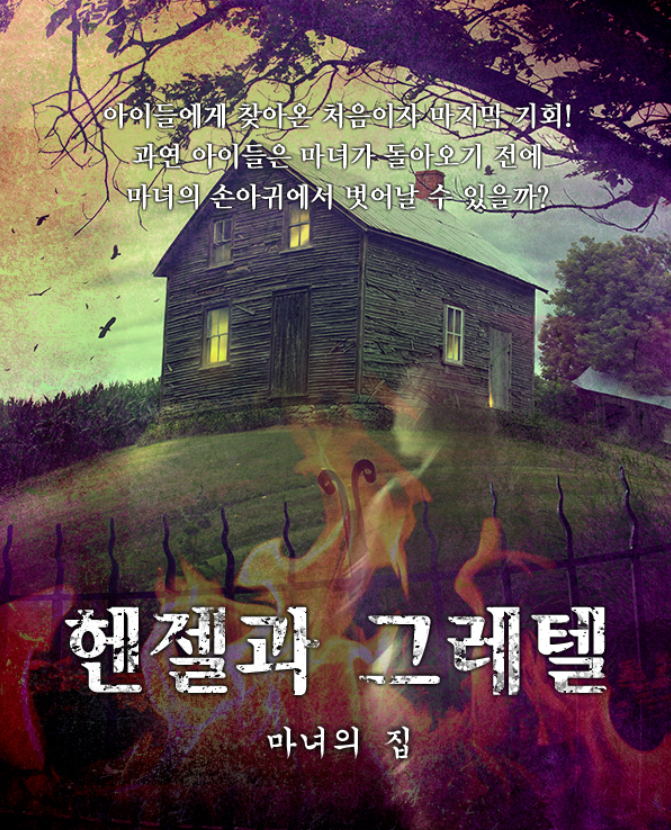 아이들에게 찾아온 처음이자 마지막 기회!
과연 아이들은 마녀가 돌아오기 전에
마녀의 손아귀에서 벗어날 수 있을까?
헨젤과 그레텔
마녀의 집